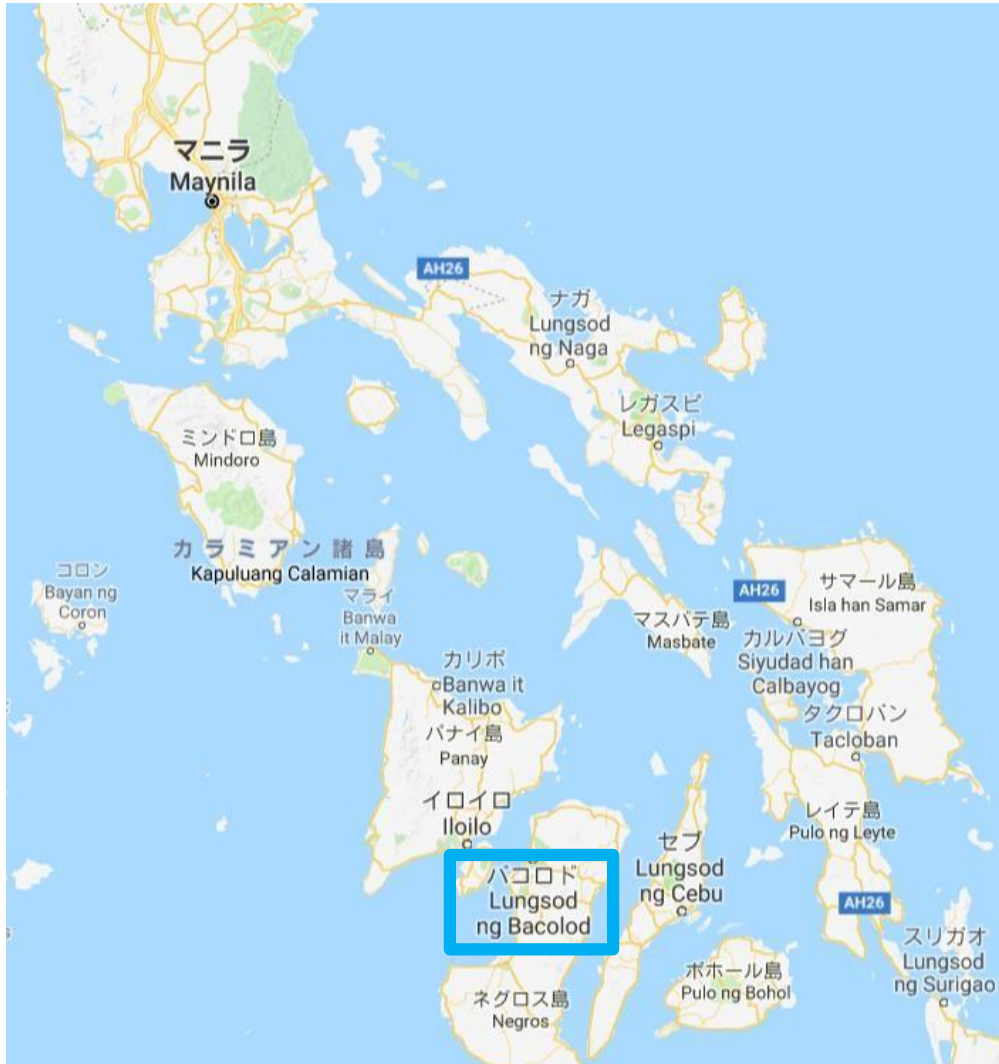 マニラ
Maynila
AH26
ナガ
Lungsod
ng Naga
レガスピ
Legaspi
ミンドロ島
Mindoro
カラミアン諸島
Kapuluang Calamian
コロン
Bayan ng
Coron
マライ
Banwa
it Malay
AH26
サマール島
Isla han Samar
マスバテ島
Masbate
カルバヨグ
Siyudad han
Calbayog
カリボ
Banwa it
Kalibo
タクロバン
Tacloban
パナイ島
Panay
イロイロ
Iloilo
レイテ島
Pulo ng Leyte
セブ
Lungsod
ng Cebu
バコロド
Lungsod
ng Bacolod
AH26
スリガオ
Lungsod
ng Surigao
ボホール島
Pulo ng Bohol
ネグロス島
Negros